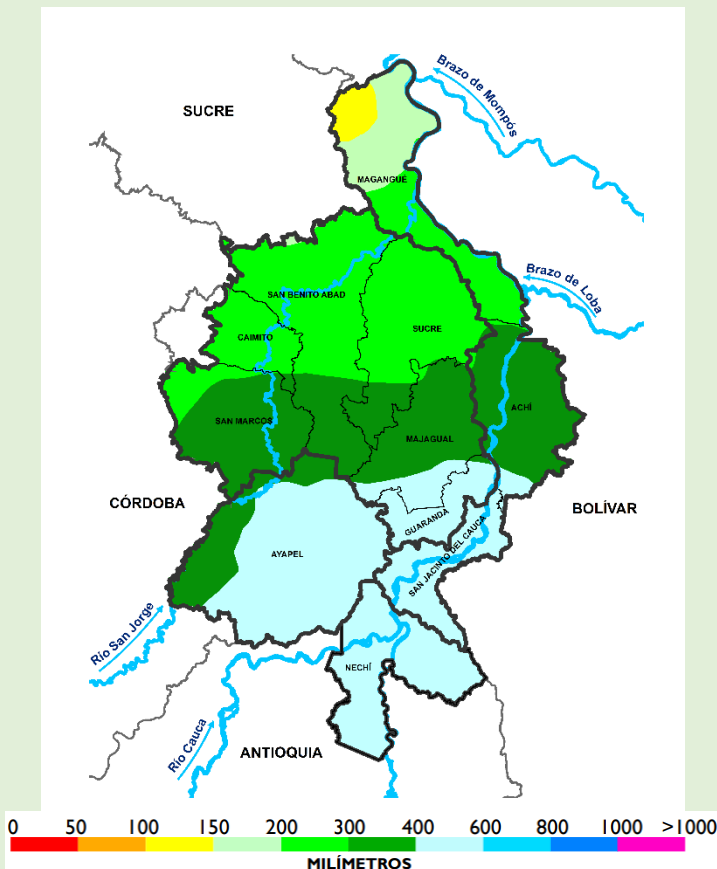 Brazo de Mompós
SUCRE
MAGANGUÉ
Brazo de Loba
SAN BENITO ABAD
SUCRE
CAIMITO
ACHÍ
SAN MARCOS
MAJAGUAL
CÓRDOBA
BOLÍVAR
GUARANDA
AYAPEL
SAN JACINTO DEL CAUCA
Río San Jorge
NECHÍ
Río Cauca
ANTIOQUIA
0 50 100 150 200 300 400 600 800 1000 >1000
MILÍMETROS